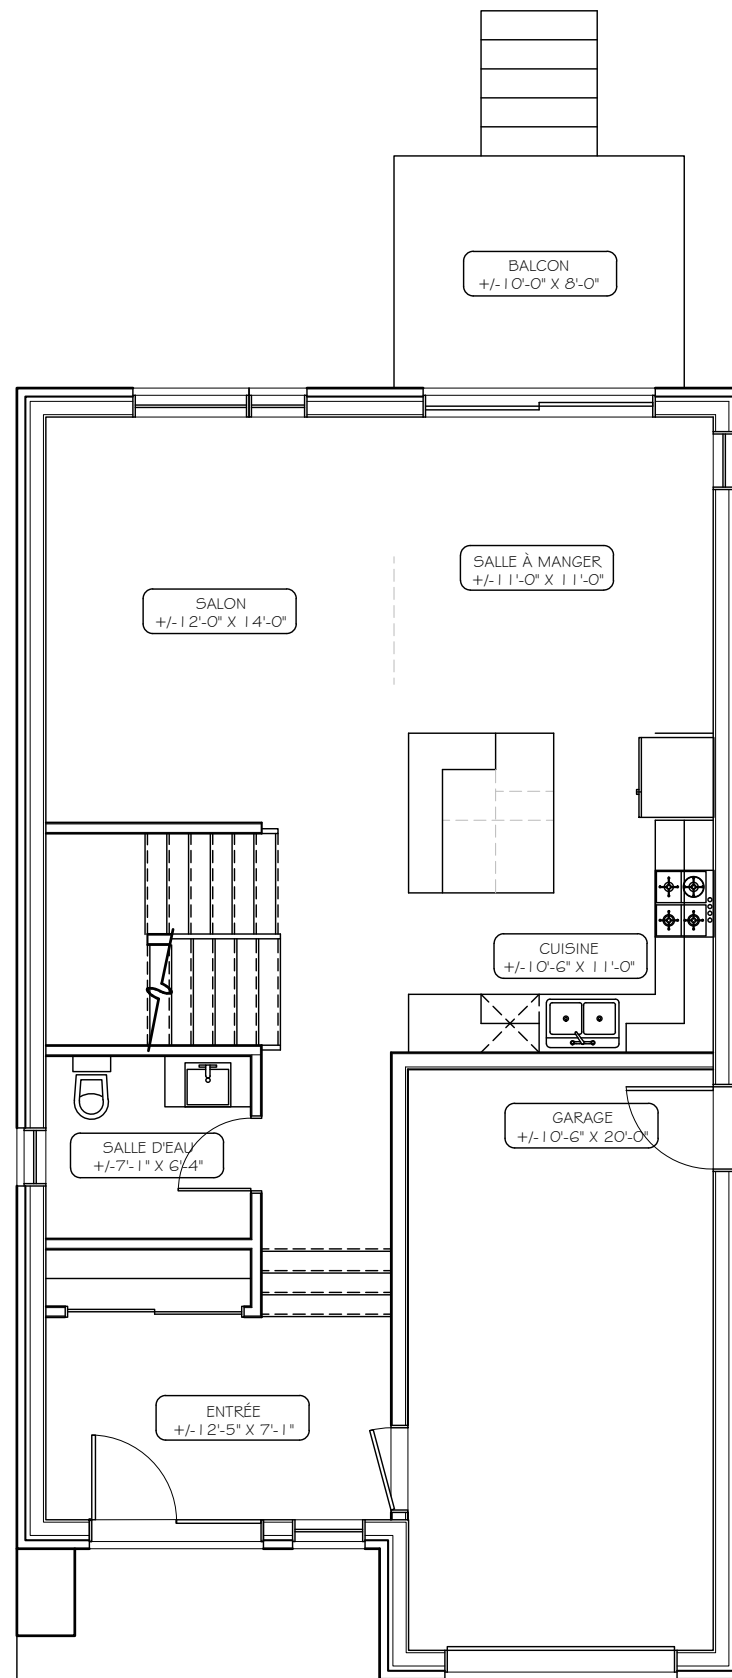 BALCON
+/-10'-0" X 8'-0"
SALLE À MANGER
+/-11'-0" X 11'-0"
SALON
+/-12'-0" X 14'-0"
CUISINE
+/-10'-6" X 11'-0"
GARAGE
+/-10'-6" X 20'-0"
SALLE D'EAU
+/-7'-1" X 6'-4"
ENTRÉE
+/-12'-5" X 7'-1"